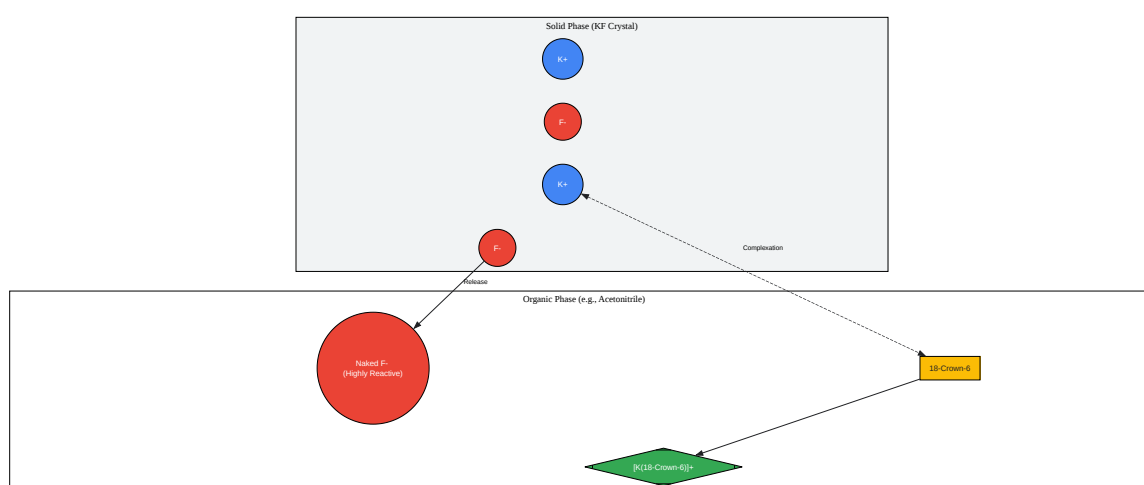 Solid Phase (KF Crystal)
K+
F-
K+
F-
Complexation
Release
Organic Phase (e.g., Acetonitrile)
Naked F-
(Highly Reactive)
18-Crown-6
[K(18-Crown-6)]+